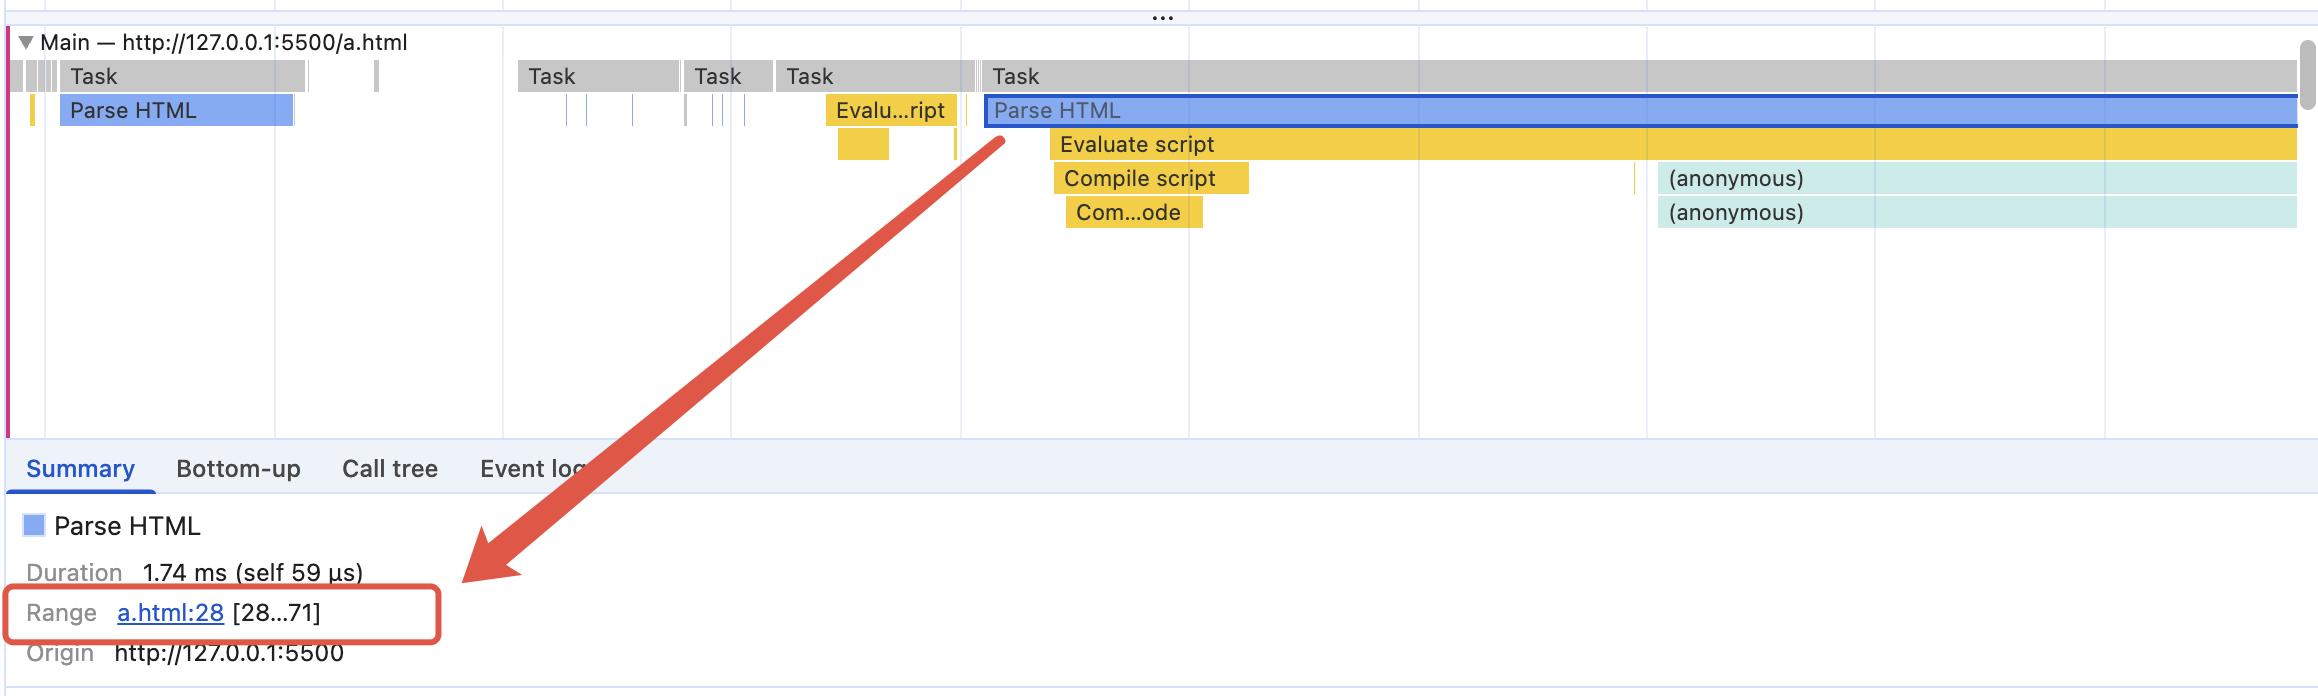 ...
Main — http://127.0.0.1:5500/a.html
Task Task Task Task Task
Parse HTML Evalu...ript Parse HTML
Evaluate script
Compile script (anonymous)
Com...ode (anonymous)
Summary Bottom-up Call tree Event log
Parse HTML
Duration 1.74 ms (self 59 μs)
Range a.html:28 [28...71]
Origin http://127.0.0.1:5500